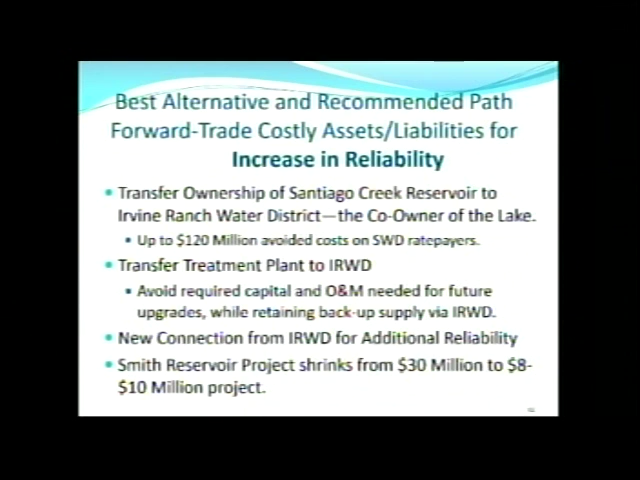 Best Alternative and Recommended Path
Forward-Trade Costly Assets/Liabilities for
Increase in Reliability
• Transfer Ownership of Santiago Creek Reservoir to
Irvine Ranch Water District—the Co-Owner of the Lake.
▪ Up to $120 Million avoided costs on SWD ratepayers.
• Transfer Treatment Plant to IRWD
▪ Avoid required capital and O&M needed for future
upgrades, while retaining back-up supply via IRWD.
• New Connection from IRWD for Additional Reliability
• Smith Reservoir Project shrinks from $30 Million to $8-
$10 Million project.